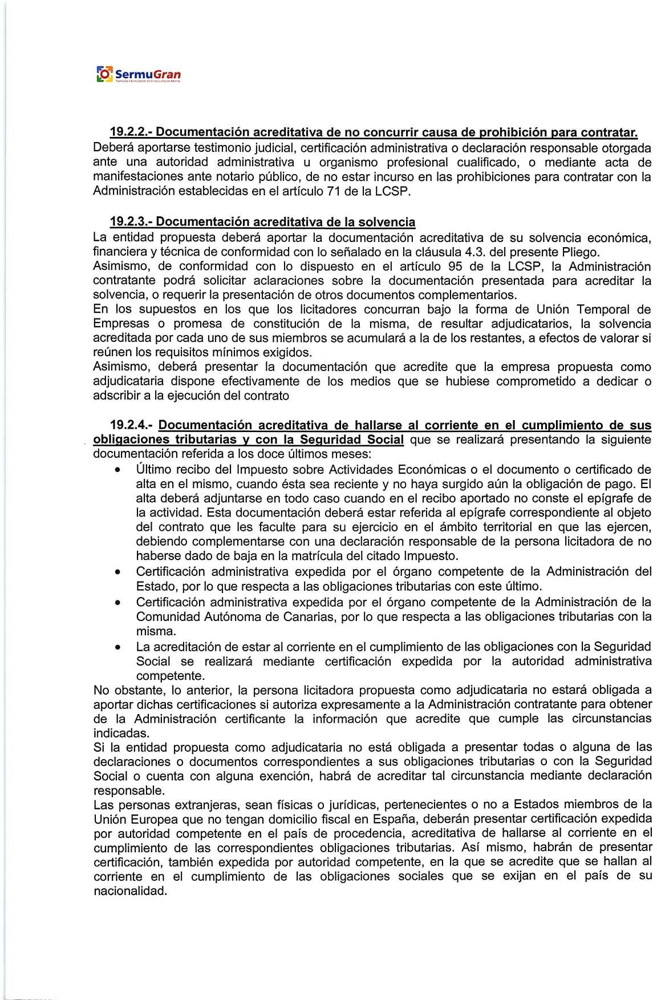 SermuGran
Servicios Municipales de Granadilla de Abona
19.2.2.- Documentación acreditativa de no concurrir causa de prohibición para contratar.
Deberá aportarse testimonio judicial, certificación administrativa o declaración responsable otorgada
ante una autoridad administrativa u organismo profesional cualificado, o mediante acta de
manifestaciones ante notario público, de no estar incurso en las prohibiciones para contratar con la
Administración establecidas en el artículo 71 de la LCSP.
19.2.3.- Documentación acreditativa de la solvencia
La entidad propuesta deberá aportar la documentación acreditativa de su solvencia económica,
financiera y técnica de conformidad con lo señalado en la cláusula 4.3. del presente Pliego.
Asimismo, de conformidad con lo dispuesto en el artículo 95 de la LCSP, la Administración
contratante podrá solicitar aclaraciones sobre la documentación presentada para acreditar la
solvencia, o requerir la presentación de otros documentos complementarios.
En los supuestos en los que los licitadores concurran bajo la forma de Unión Temporal de
Empresas o promesa de constitución de la misma, de resultar adjudicatarios, la solvencia
acreditada por cada uno de sus miembros se acumulará a la de los restantes, a efectos de valorar si
reúnen los requisitos mínimos exigidos.
Asimismo, deberá presentar la documentación que acredite que la empresa propuesta como
adjudicataria dispone efectivamente de los medios que se hubiese comprometido a dedicar o
adscribir a la ejecución del contrato
19.2.4.- Documentación acreditativa de hallarse al corriente en el cumplimiento de sus
obligaciones tributarias y con la Seguridad Social que se realizará presentando la siguiente
documentación referida a los doce últimos meses:
• Último recibo del Impuesto sobre Actividades Económicas o el documento o certificado de
alta en el mismo, cuando ésta sea reciente y no haya surgido aún la obligación de pago. El
alta deberá adjuntarse en todo caso cuando en el recibo aportado no conste el epígrafe de
la actividad. Esta documentación deberá estar referida al epígrafe correspondiente al objeto
del contrato que les faculte para su ejercicio en el ámbito territorial en que las ejercen,
debiendo complementarse con una declaración responsable de la persona licitadora de no
haberse dado de baja en la matrícula del citado Impuesto.
• Certificación administrativa expedida por el órgano competente de la Administración del
Estado, por lo que respecta a las obligaciones tributarias con este último.
• Certificación administrativa expedida por el órgano competente de la Administración de la
Comunidad Autónoma de Canarias, por lo que respecta a las obligaciones tributarias con la
misma.
• La acreditación de estar al corriente en el cumplimiento de las obligaciones con la Seguridad
Social se realizará mediante certificación expedida por la autoridad administrativa
competente.
No obstante, lo anterior, la persona licitadora propuesta como adjudicataria no estará obligada a
aportar dichas certificaciones si autoriza expresamente a la Administración contratante para obtener
de la Administración certificante la información que acredite que cumple las circunstancias
indicadas.
Si la entidad propuesta como adjudicataria no está obligada a presentar todas o alguna de las
declaraciones o documentos correspondientes a sus obligaciones tributarias o con la Seguridad
Social o cuenta con alguna exención, habrá de acreditar tal circunstancia mediante declaración
responsable.
Las personas extranjeras, sean físicas o jurídicas, pertenecientes o no a Estados miembros de la
Unión Europea que no tengan domicilio fiscal en España, deberán presentar certificación expedida
por autoridad competente en el país de procedencia, acreditativa de hallarse al corriente en el
cumplimiento de las correspondientes obligaciones tributarias. Así mismo, habrán de presentar
certificación, también expedida por autoridad competente, en la que se acredite que se hallan al
corriente en el cumplimiento de las obligaciones sociales que se exijan en el país de su
nacionalidad.